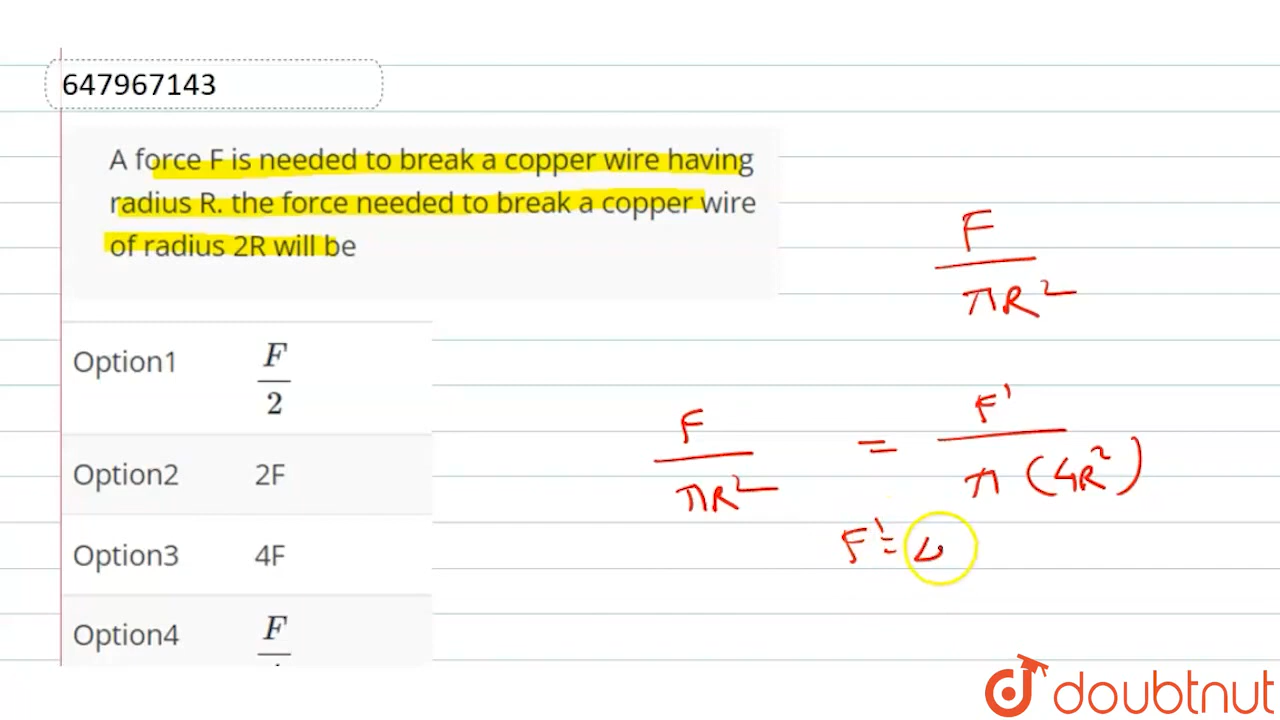 647967143
A force F is needed to break a copper wire having
radius R. the force needed to break a copper wire
of radius 2R will be
F
πR²
Option1 F/2
Option2 2F
Option3 4F
Option4 F
F/πR² = F'/π(4R²)
F' = 4
doubtnut